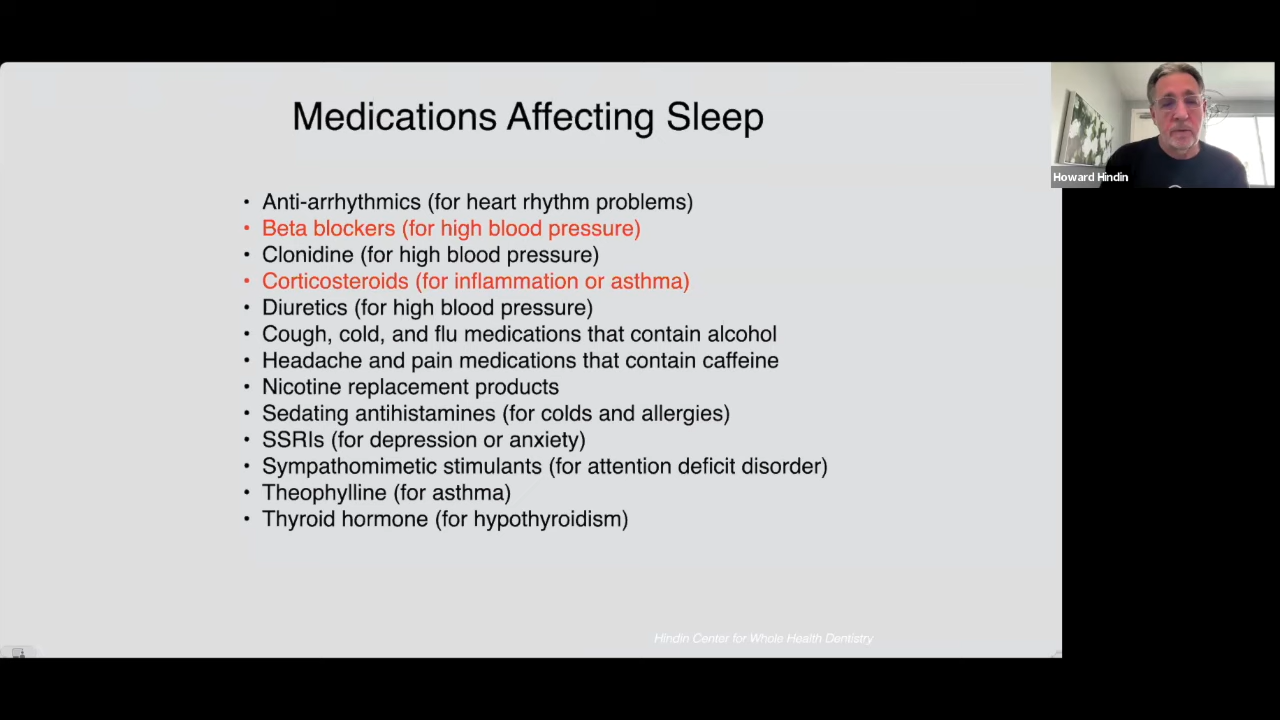 Medications Affecting Sleep
• Anti-arrhythmics (for heart rhythm problems)
• Beta blockers (for high blood pressure)
• Clonidine (for high blood pressure)
• Corticosteroids (for inflammation or asthma)
• Diuretics (for high blood pressure)
• Cough, cold, and flu medications that contain alcohol
• Headache and pain medications that contain caffeine
• Nicotine replacement products
• Sedating antihistamines (for colds and allergies)
• SSRIs (for depression or anxiety)
• Sympathomimetic stimulants (for attention deficit disorder)
• Theophylline (for asthma)
• Thyroid hormone (for hypothyroidism)
Hindin Center for Whole Health Dentistry
Howard Hindin